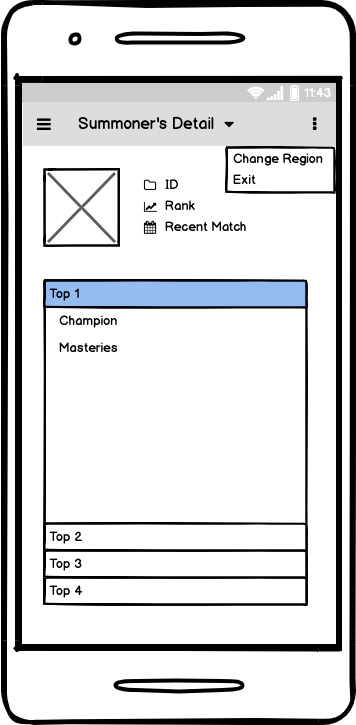 11:43
Summoner's Detail
Change Region
Exit
ID
Rank
Recent Match
Top 1
Champion
Masteries
Top 2
Top 3
Top 4